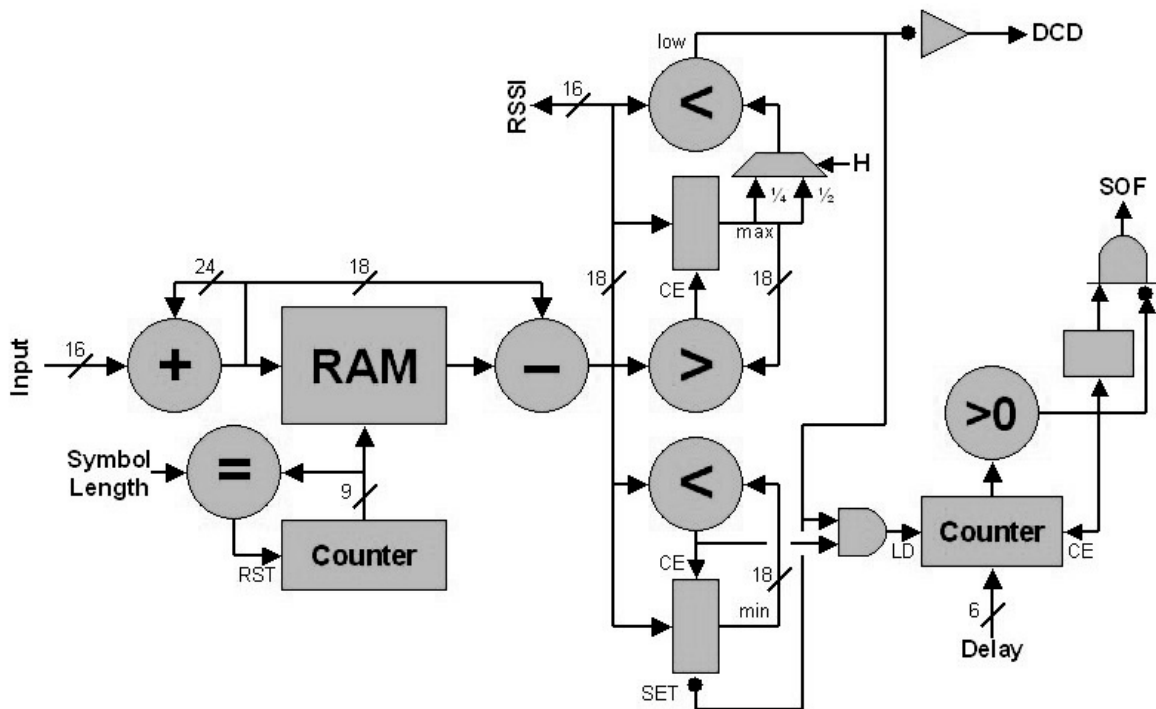 low
DCD
RSSI
16
<
H
¼
½
SOF
max
24
18
18
CE
18
Input
16
+
RAM
−
>
>0
Symbol
Length
=
9
<
RST
Counter
CE
18
min
LD
Counter
CE
6
Delay
SET